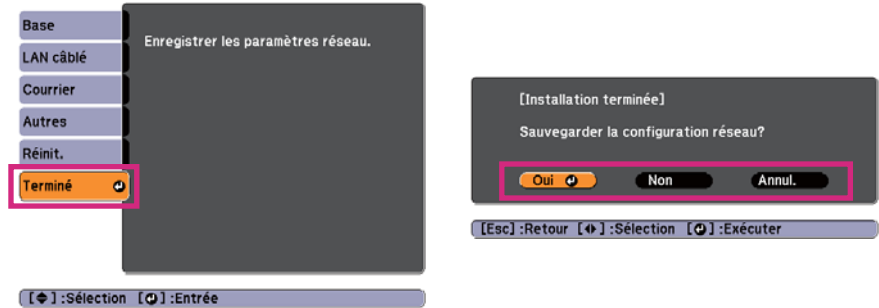 Base
LAN câblé
Courrier
Autres
Réinit.
Terminé
Enregistrer les paramètres réseau.
[ ] :Sélection [ ] :Entrée
[Installation terminée]
Sauvegarder la configuration réseau?
Oui Non Annul.
[Esc] :Retour [ ] :Sélection [ ] :Exécuter